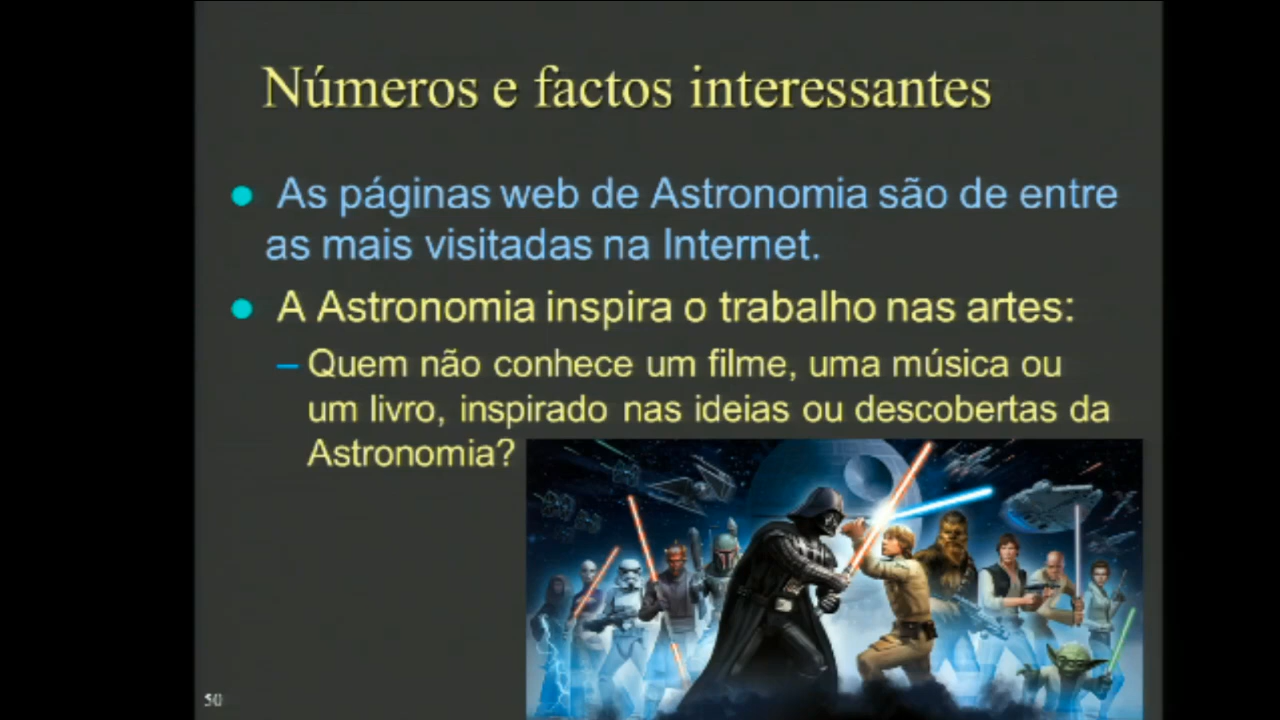 Números e factos interessantes
As páginas web de Astronomia são de entre
as mais visitadas na Internet.
A Astronomia inspira o trabalho nas artes:
– Quem não conhece um filme, uma música ou
um livro, inspirado nas ideias ou descobertas da
Astronomia?
50